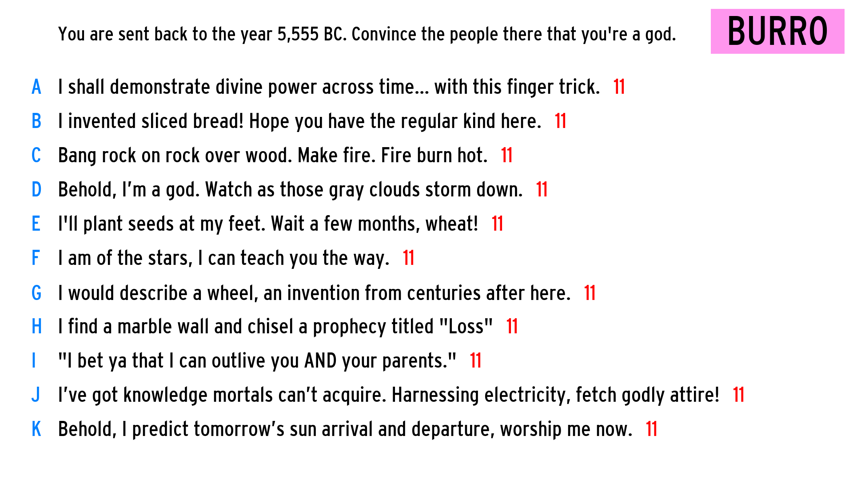 You are sent back to the year 5,555 BC. Convince the people there that you're a god.
BURRO
A I shall demonstrate divine power across time... with this finger trick. 11
B I invented sliced bread! Hope you have the regular kind here. 11
C Bang rock on rock over wood. Make fire. Fire burn hot. 11
D Behold, I’m a god. Watch as those gray clouds storm down. 11
E I'll plant seeds at my feet. Wait a few months, wheat! 11
F I am of the stars, I can teach you the way. 11
G I would describe a wheel, an invention from centuries after here. 11
H I find a marble wall and chisel a prophecy titled "Loss" 11
I "I bet ya that I can outlive you AND your parents." 11
J I’ve got knowledge mortals can’t acquire. Harnessing electricity, fetch godly attire! 11
K Behold, I predict tomorrow’s sun arrival and departure, worship me now. 11